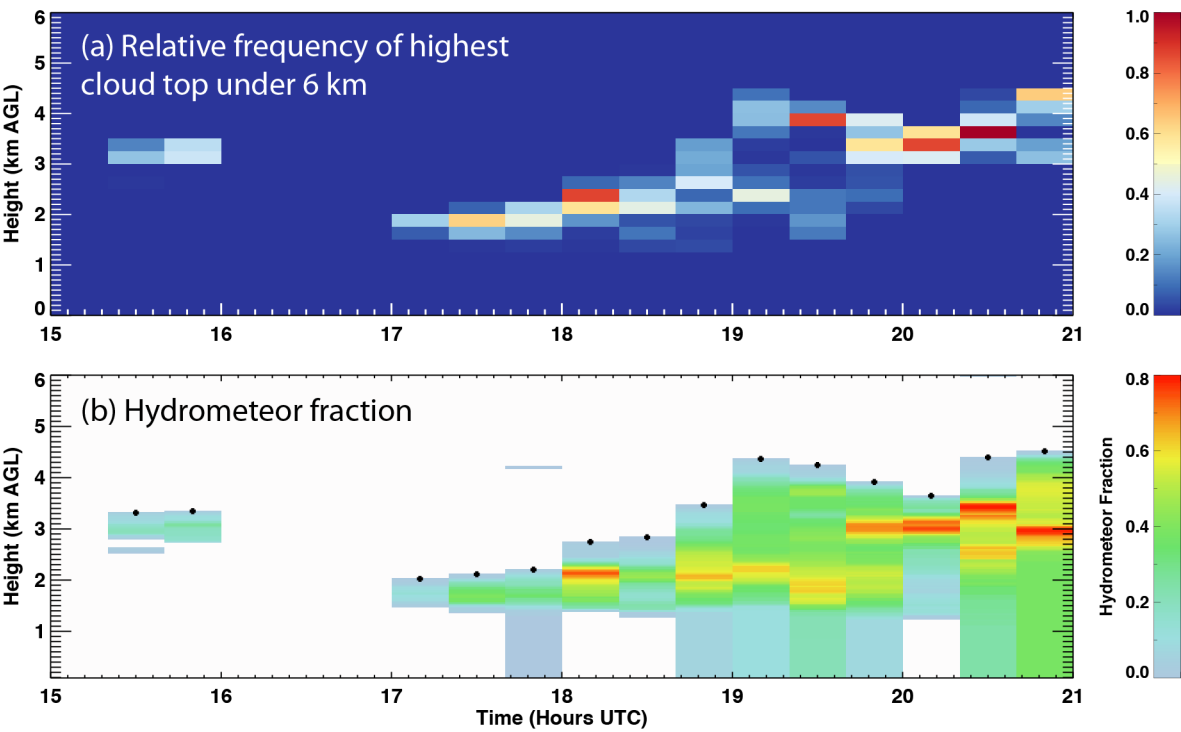 (a) Relative frequency of highest
cloud top under 6 km
Height (km AGL)
6
5
4
3
2
1
0
15 16 17 18 19 20 21
1.0
0.8
0.6
0.4
0.2
0.0
(b) Hydrometeor fraction
Height (km AGL)
6
5
4
3
2
1
15 16 17 18 19 20 21
Time (Hours UTC)
0.8
0.6
0.4
0.2
0.0
Hydrometeor Fraction